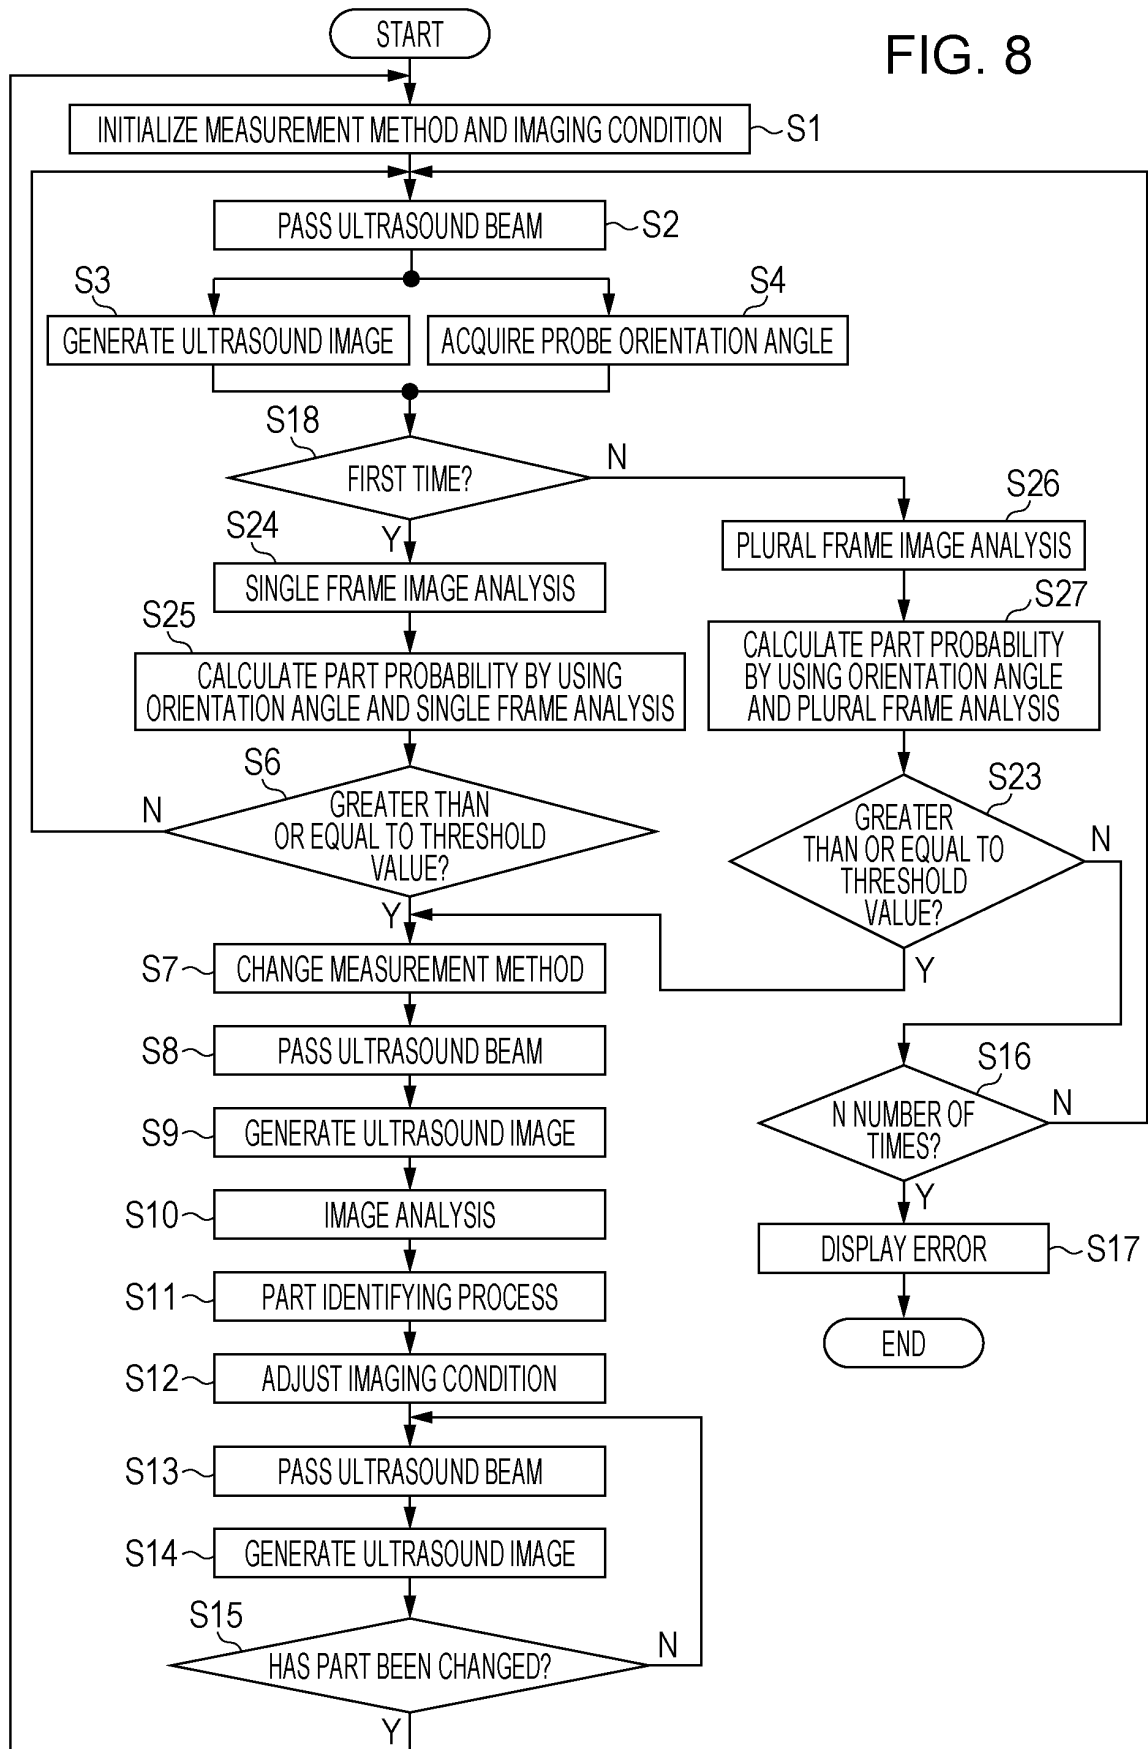 START
FIG. 8
INITIALIZE MEASUREMENT METHOD AND IMAGING CONDITION
S1
PASS ULTRASOUND BEAM
S2
S3
GENERATE ULTRASOUND IMAGE
S4
ACQUIRE PROBE ORIENTATION ANGLE
S18
FIRST TIME?
N
Y
S24
SINGLE FRAME IMAGE ANALYSIS
S26
PLURAL FRAME IMAGE ANALYSIS
S25
CALCULATE PART PROBABILITY BY USING
ORIENTATION ANGLE AND SINGLE FRAME ANALYSIS
S27
CALCULATE PART PROBABILITY
BY USING ORIENTATION ANGLE
AND PLURAL FRAME ANALYSIS
S6
N
GREATER THAN
OR EQUAL TO THRESHOLD
VALUE?
Y
S23
GREATER
THAN OR EQUAL TO
THRESHOLD
VALUE?
N
Y
S7
CHANGE MEASUREMENT METHOD
S8
PASS ULTRASOUND BEAM
S9
GENERATE ULTRASOUND IMAGE
S16
N NUMBER OF
TIMES?
N
Y
S10
IMAGE ANALYSIS
DISPLAY ERROR
S17
S11
PART IDENTIFYING PROCESS
END
S12
ADJUST IMAGING CONDITION
S13
PASS ULTRASOUND BEAM
S14
GENERATE ULTRASOUND IMAGE
S15
HAS PART BEEN CHANGED?
N
Y